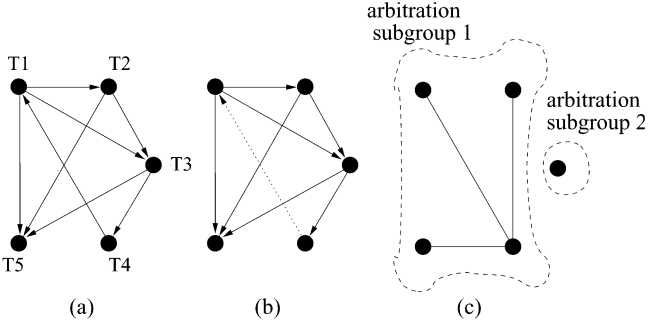 arbitration
subgroup 1
T1
T2
arbitration
subgroup 2
T3
T5
T4
(a)
(b)
(c)